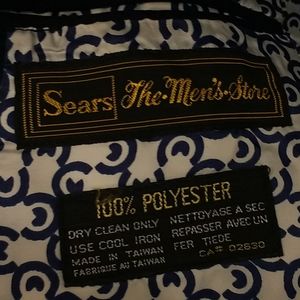 Sears The·Men's·Store
100% POLYESTER
DRY CLEAN ONLY NETTOYAGE A SEC
USE COOL IRON REPASSER AVEC UN
MADE IN TAIWAN FER TIEDE
FABRIQUE AU TAIWAN CA# 02630